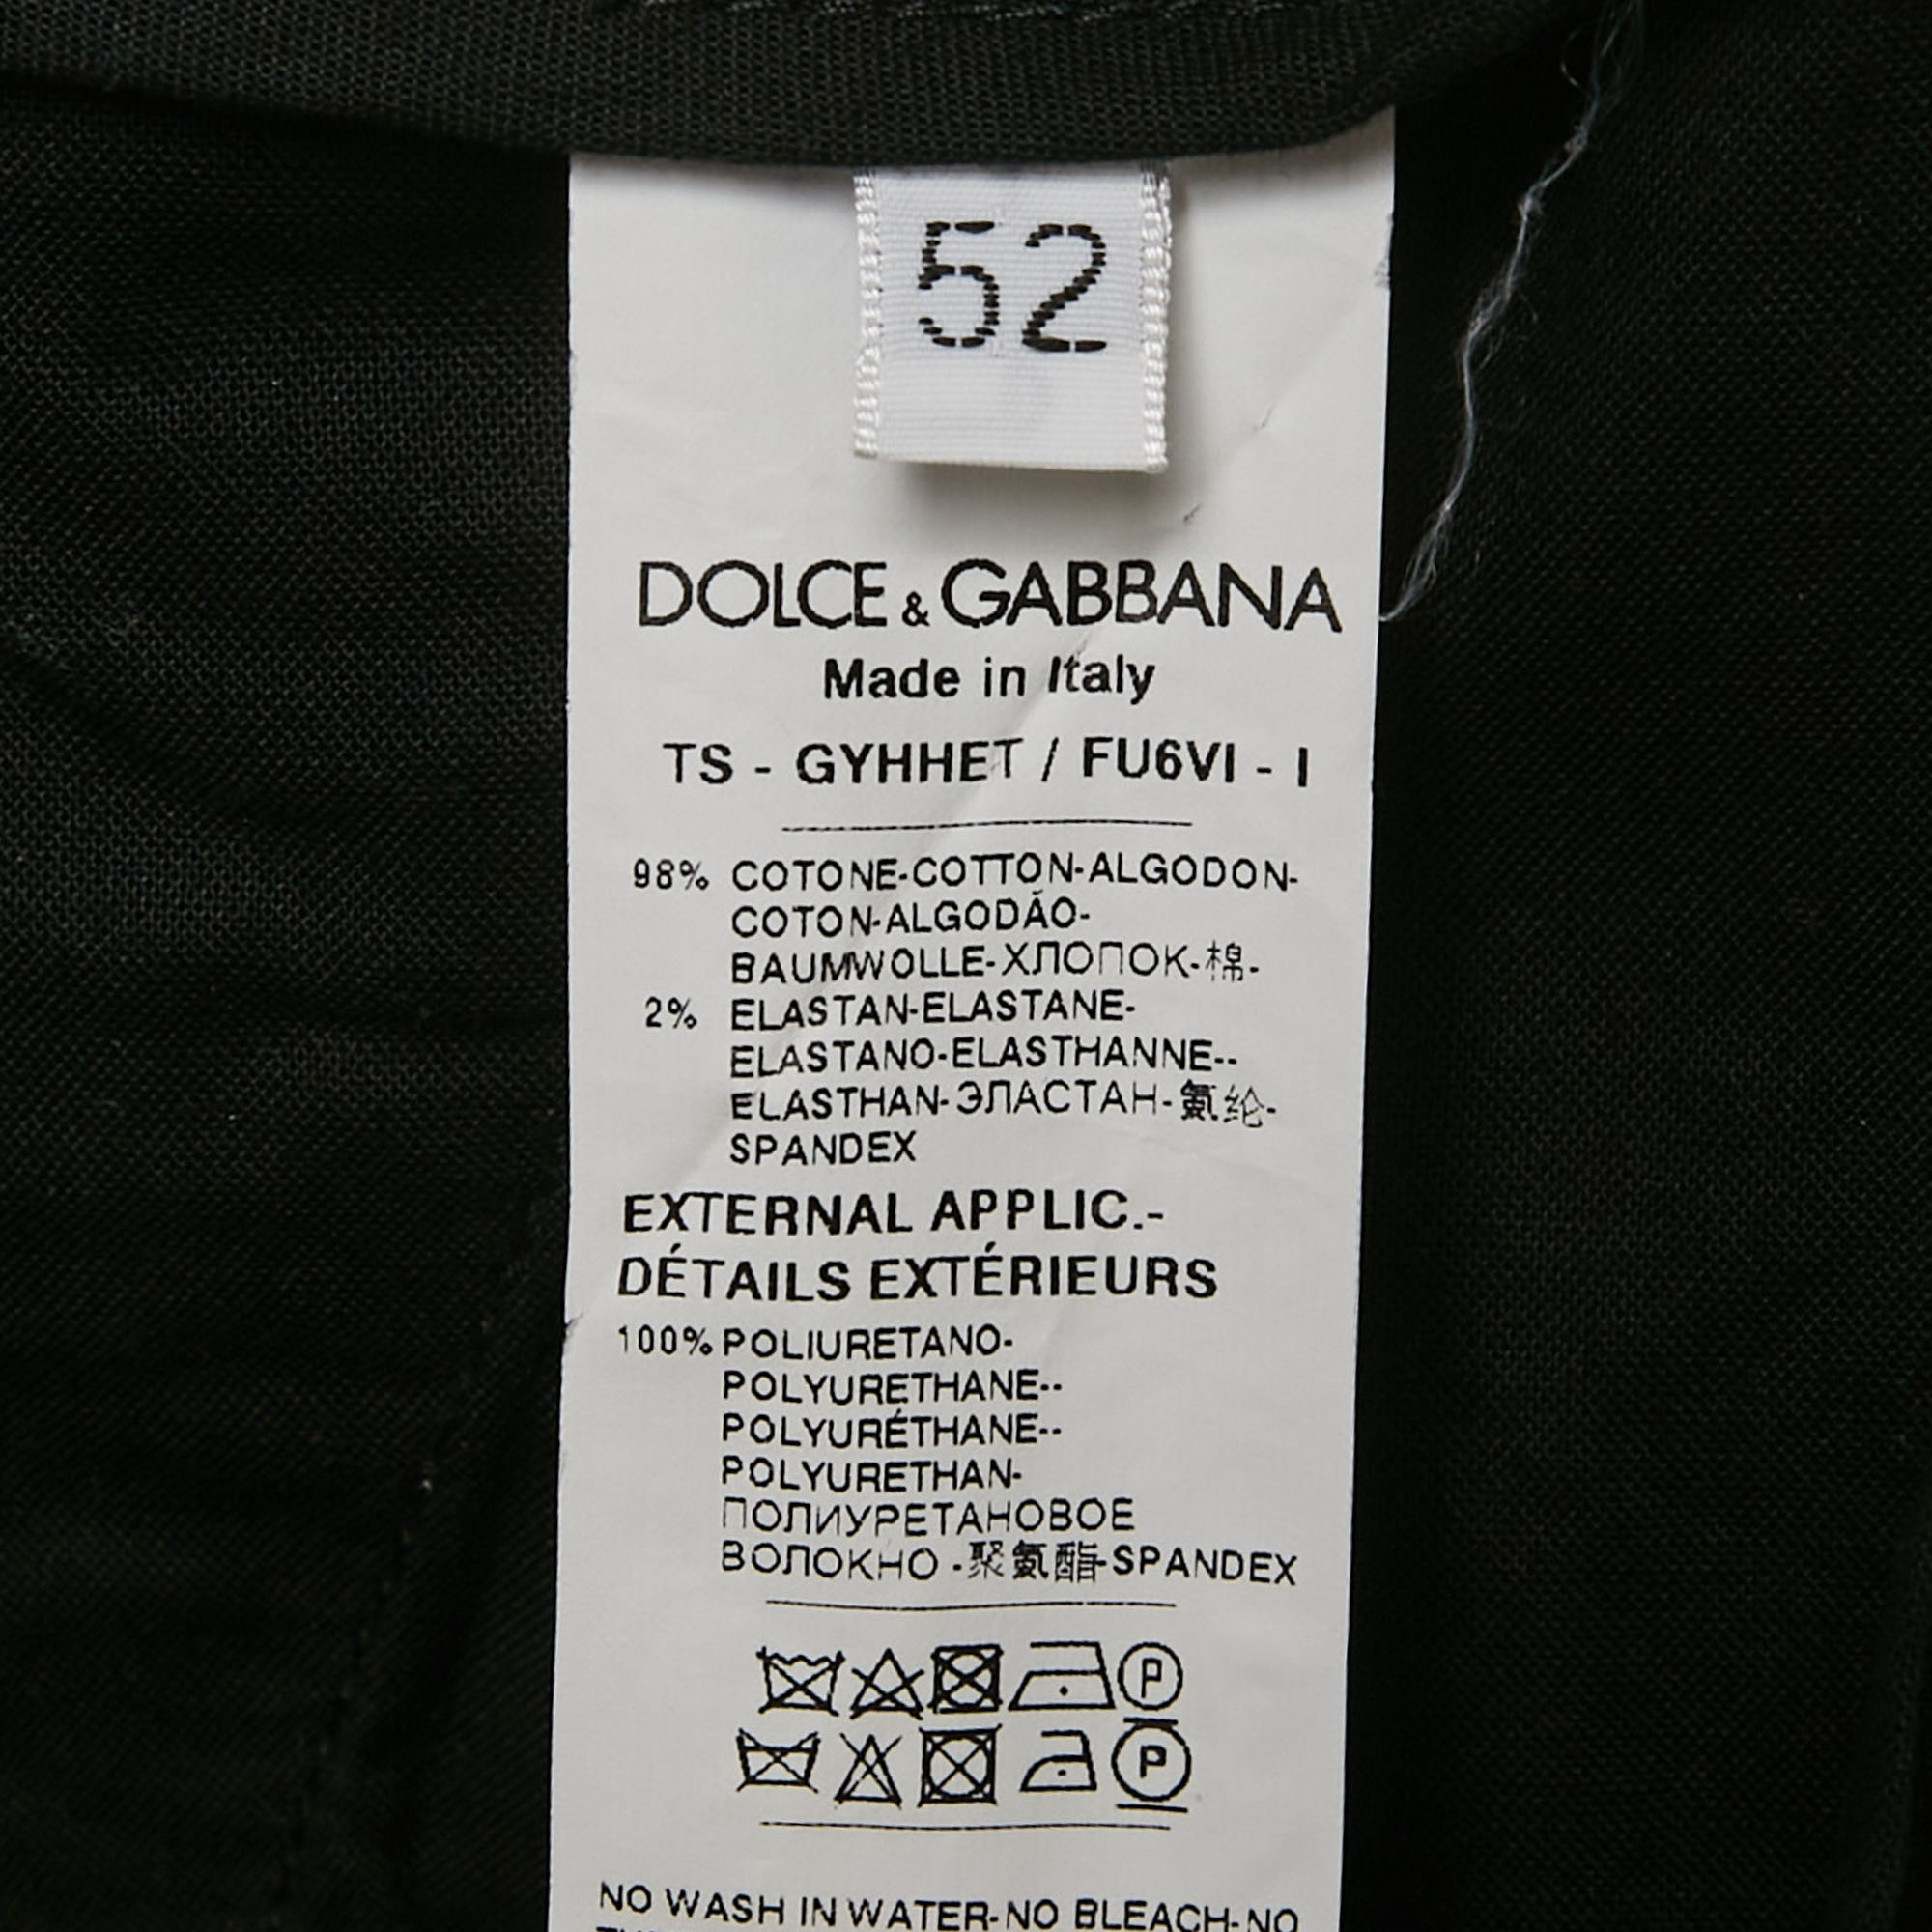 52
DOLCE & GABBANA
Made in Italy
TS - GYHHET / FU6VI - I
98% COTONE-COTTON-ALGODON-
COTON-ALGODÃO-
BAUMWOLLE-ХЛОПОК-棉-
2% ELASTAN-ELASTANE-
ELASTANO-ELASTHANNE--
ELASTHAN-ЭЛАСТАН-氨纶-
SPANDEX
EXTERNAL APPLIC.-
DÉTAILS EXTÉRIEURS
100% POLIURETANO-
POLYURETHANE--
POLYURÉTHANE--
POLYURETHAN-
ПОЛИУРЕТАНОВОЕ
ВОЛОКНО -聚氨酯-SPANDEX
P
P
NO WASH IN WATER-NO BLEACH-NO